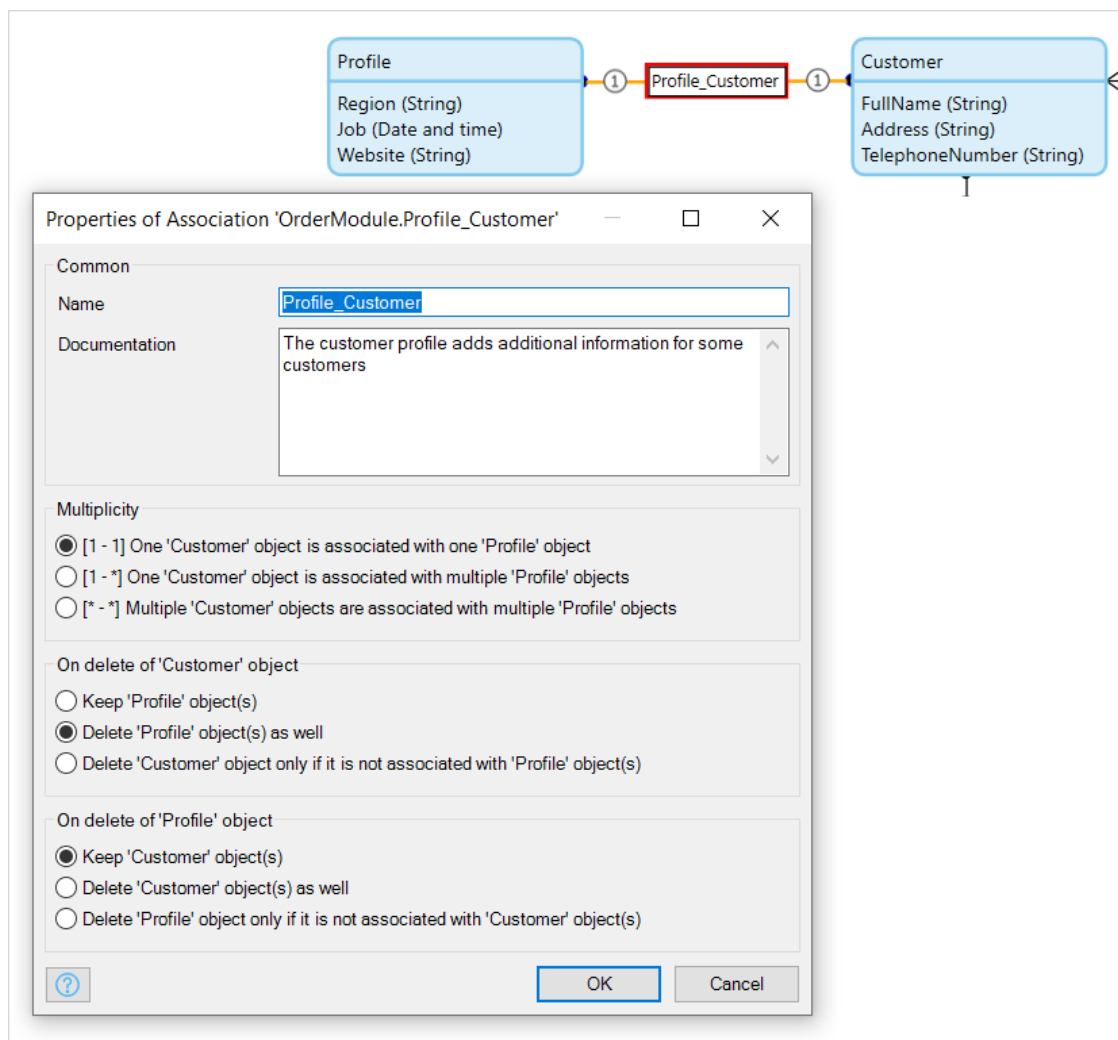 Profile
Region (String)
Job (Date and time)
Website (String)
1
Profile_Customer
1
Customer
FullName (String)
Address (String)
TelephoneNumber (String)
Properties of Association 'OrderModule.Profile_Customer'
Common
Name
Profile_Customer
Documentation
The customer profile adds additional information for some
customers
Multiplicity
[1 - 1] One 'Customer' object is associated with one 'Profile' object
[1 - *] One 'Customer' object is associated with multiple 'Profile' objects
[* - *] Multiple 'Customer' objects are associated with multiple 'Profile' objects
On delete of 'Customer' object
Keep 'Profile' object(s)
Delete 'Profile' object(s) as well
Delete 'Customer' object only if it is not associated with 'Profile' object(s)
On delete of 'Profile' object
Keep 'Customer' object(s)
Delete 'Customer' object(s) as well
Delete 'Profile' object only if it is not associated with 'Customer' object(s)
?
OK
Cancel